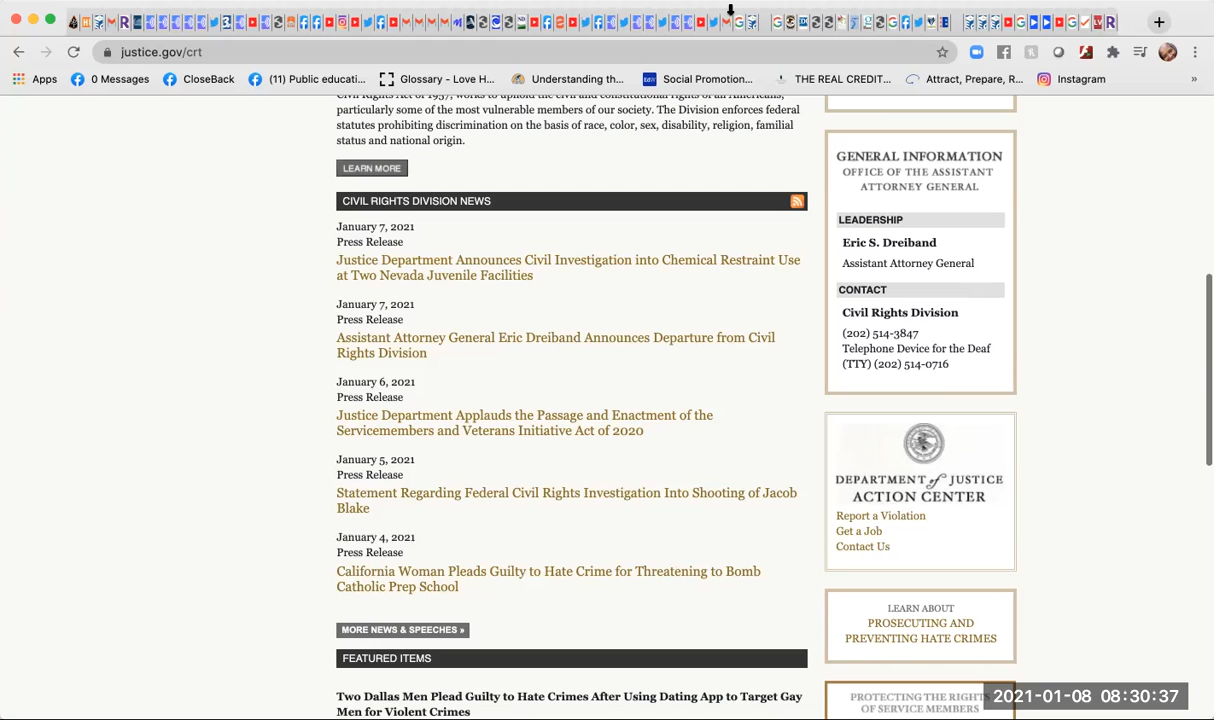 justice.gov/crt
Apps
0 Messages
CloseBack
(11) Public educati...
Glossary - Love H...
Understanding th...
Social Promotion...
THE REAL CREDIT...
Attract, Prepare, R...
Instagram
»
particularly some of the most vulnerable members of our society. The Division enforces federal
statutes prohibiting discrimination on the basis of race, color, sex, disability, religion, familial
status and national origin.
LEARN MORE
CIVIL RIGHTS DIVISION NEWS
January 7, 2021
Press Release
Justice Department Announces Civil Investigation into Chemical Restraint Use
at Two Nevada Juvenile Facilities
January 7, 2021
Press Release
Assistant Attorney General Eric Dreiband Announces Departure from Civil
Rights Division
January 6, 2021
Press Release
Justice Department Applauds the Passage and Enactment of the
Servicemembers and Veterans Initiative Act of 2020
January 5, 2021
Press Release
Statement Regarding Federal Civil Rights Investigation Into Shooting of Jacob
Blake
January 4, 2021
Press Release
California Woman Pleads Guilty to Hate Crime for Threatening to Bomb
Catholic Prep School
MORE NEWS & SPEECHES »
FEATURED ITEMS
Two Dallas Men Plead Guilty to Hate Crimes After Using Dating App to Target Gay
Men for Violent Crimes
GENERAL INFORMATION
OFFICE OF THE ASSISTANT
ATTORNEY GENERAL
LEADERSHIP
Eric S. Dreiband
Assistant Attorney General
CONTACT
Civil Rights Division
(202) 514-3847
Telephone Device for the Deaf
(TTY) (202) 514-0716
DEPARTMENT of JUSTICE
ACTION CENTER
Report a Violation
Get a Job
Contact Us
LEARN ABOUT
PROSECUTING AND
PREVENTING HATE CRIMES
PROTECTING THE RIGHTS
OF SERVICE MEMBERS
2021-01-08 08:30:37